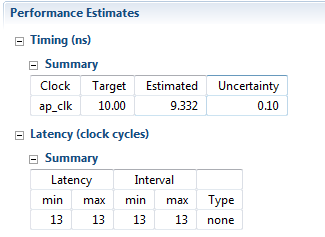 Performance Estimates
Timing (ns)
Summary
Clock Target Estimated Uncertainty
ap_clk 10.00 9.332 0.10
Latency (clock cycles)
Summary
Latency Interval
min max min max Type
13 13 13 13 none